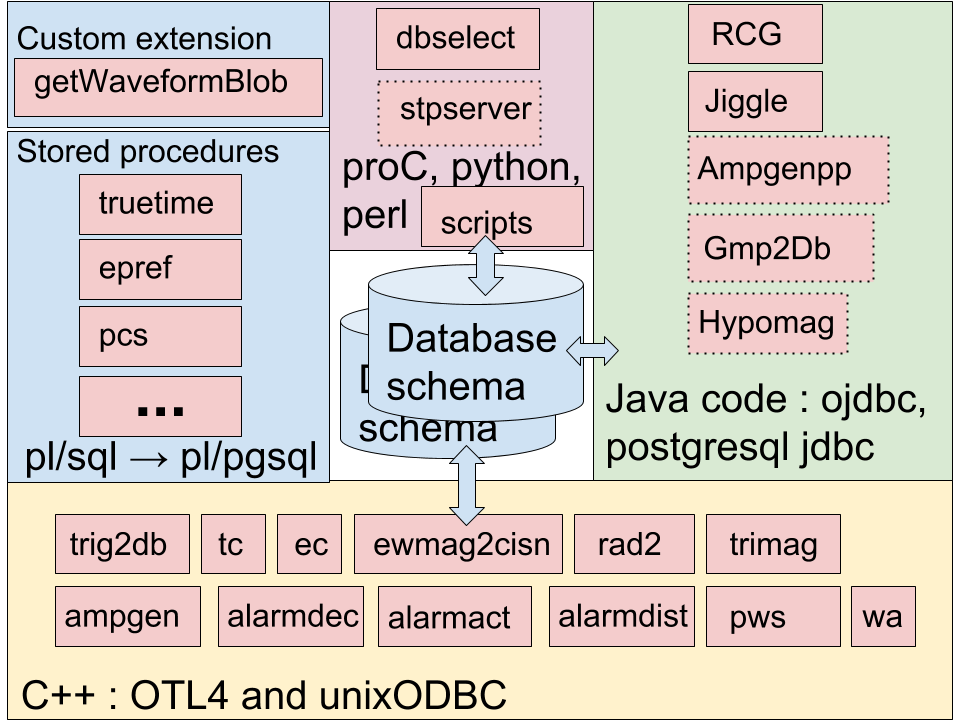 Custom extension
getWaveformBlob
Stored procedures
truetime
epref
pcs
...
pl/sql → pl/pgsql
dbselect
stpserver
proC, python,
perl
scripts
Database
schema
D
schema
RCG
Jiggle
Ampgenpp
Gmp2Db
Hypomag
Java code : ojdbc,
postgresql jdbc
trig2db tc ec ewmag2cisn rad2 trimag
ampgen alarmdec alarmact alarmdist pws wa
C++ : OTL4 and unixODBC